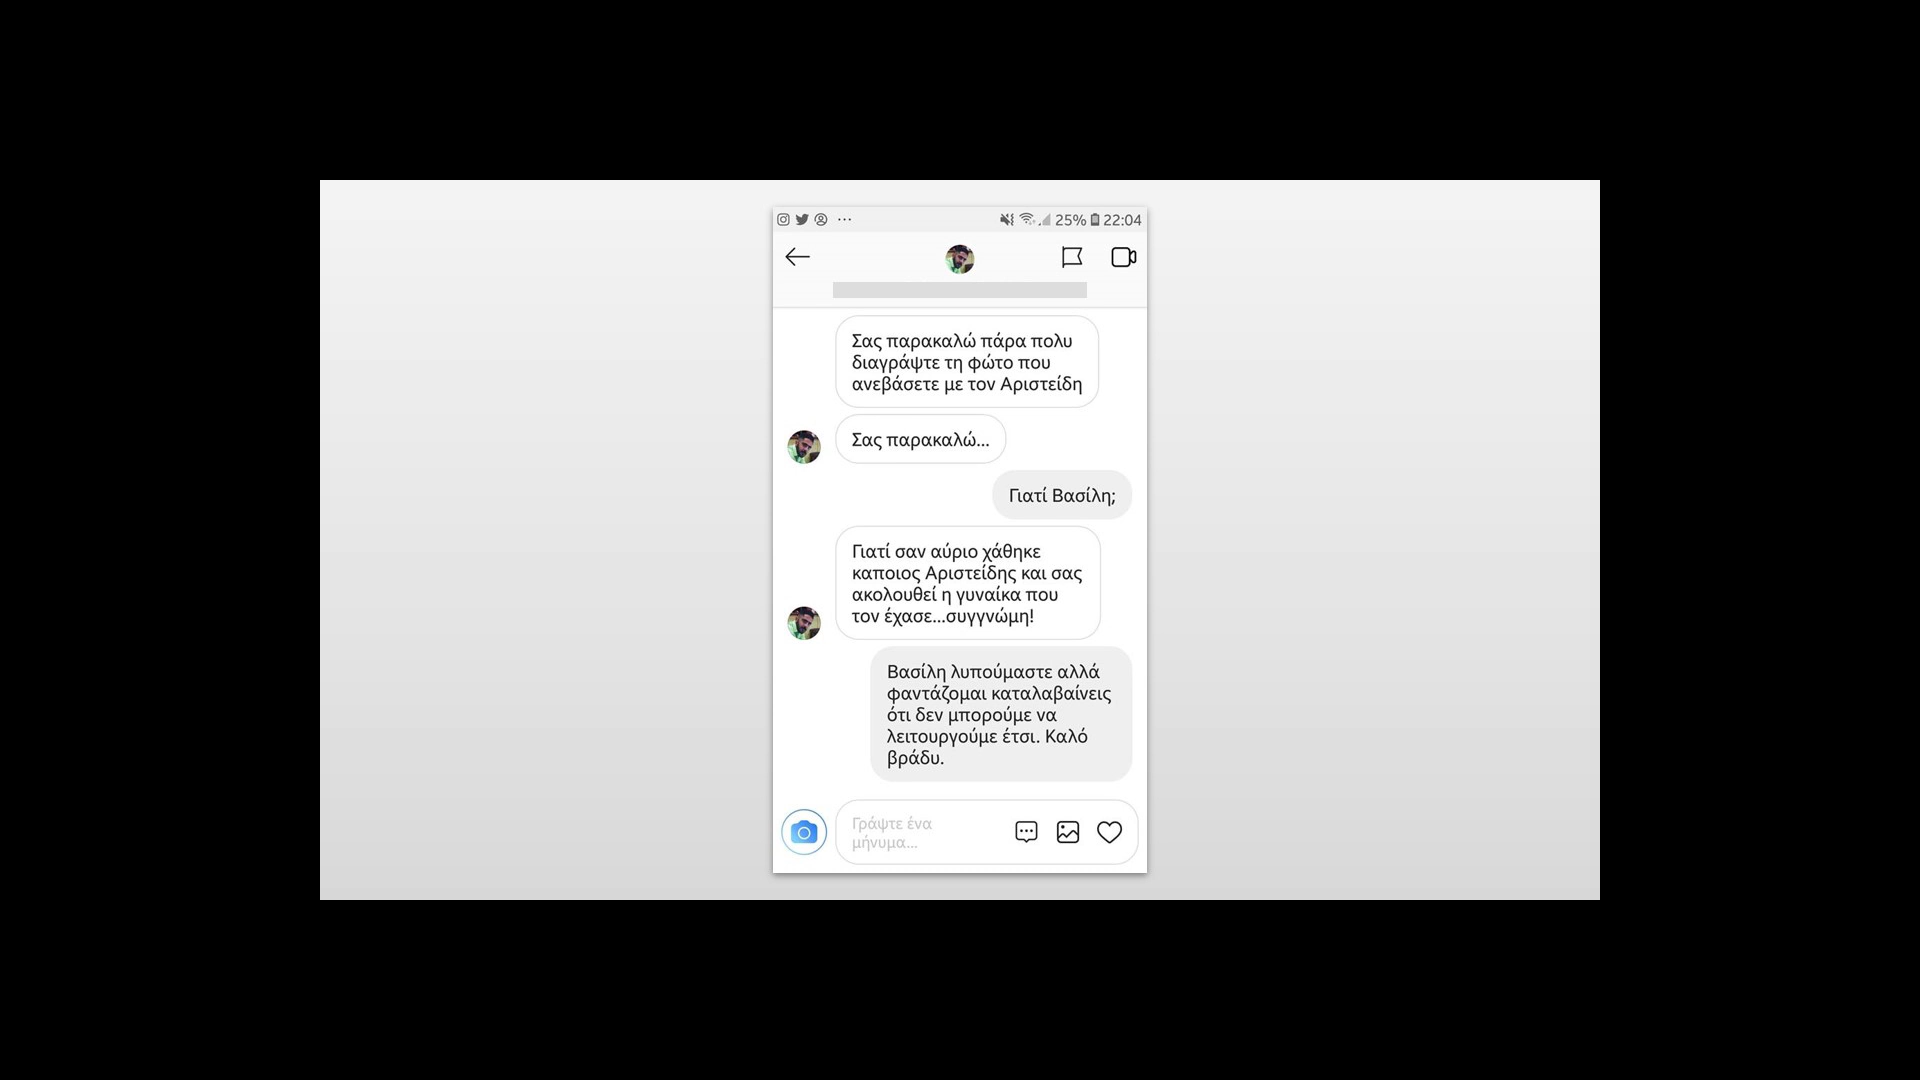 25% 22:04
Σας παρακαλώ πάρα πολυ
διαγράψτε τη φώτο που
ανεβάσετε με τον Αριστείδη
Σας παρακαλώ...
Γιατί Βασίλη;
Γιατί σαν αύριο χάθηκε
καποιος Αριστείδης και σας
ακολουθεί η γυναίκα που
τον έχασε...συγγνώμη!
Βασίλη λυπούμαστε αλλά
φαντάζομαι καταλαβαίνεις
ότι δεν μπορούμε να
λειτουργούμε έτσι. Καλό
βράδυ.
Γράψτε ένα
μήνυμα...